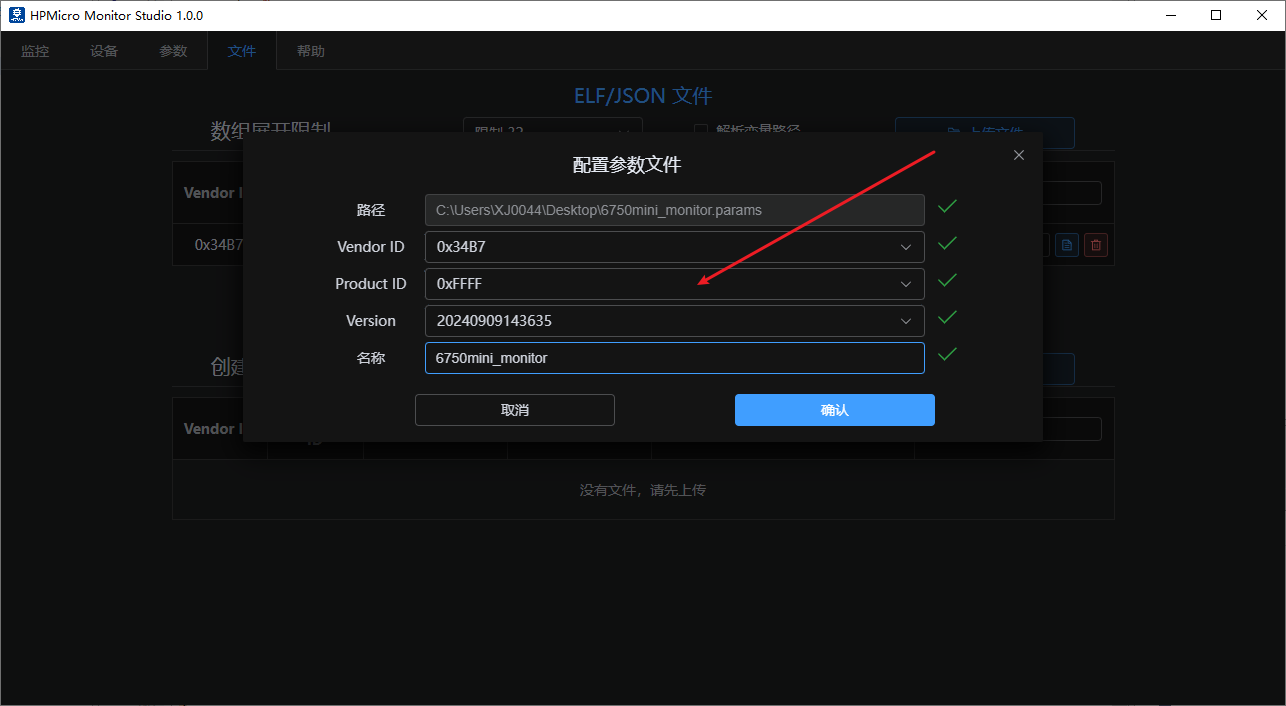 HPMicro Monitor Studio 1.0.0
监控 设备 参数 文件 帮助
ELF/JSON 文件
数组展开限制 限制 32 解析变量路径 上传文件
配置参数文件
路径 C:\Users\XJ0044\Desktop\6750mini_monitor.params
Vendor I
Vendor ID 0x34B7
0x34B7
Product ID 0xFFFF
Version 20240909143635
名称 6750mini_monitor
创建
取消 确认
Vendor I
没有文件，请先上传